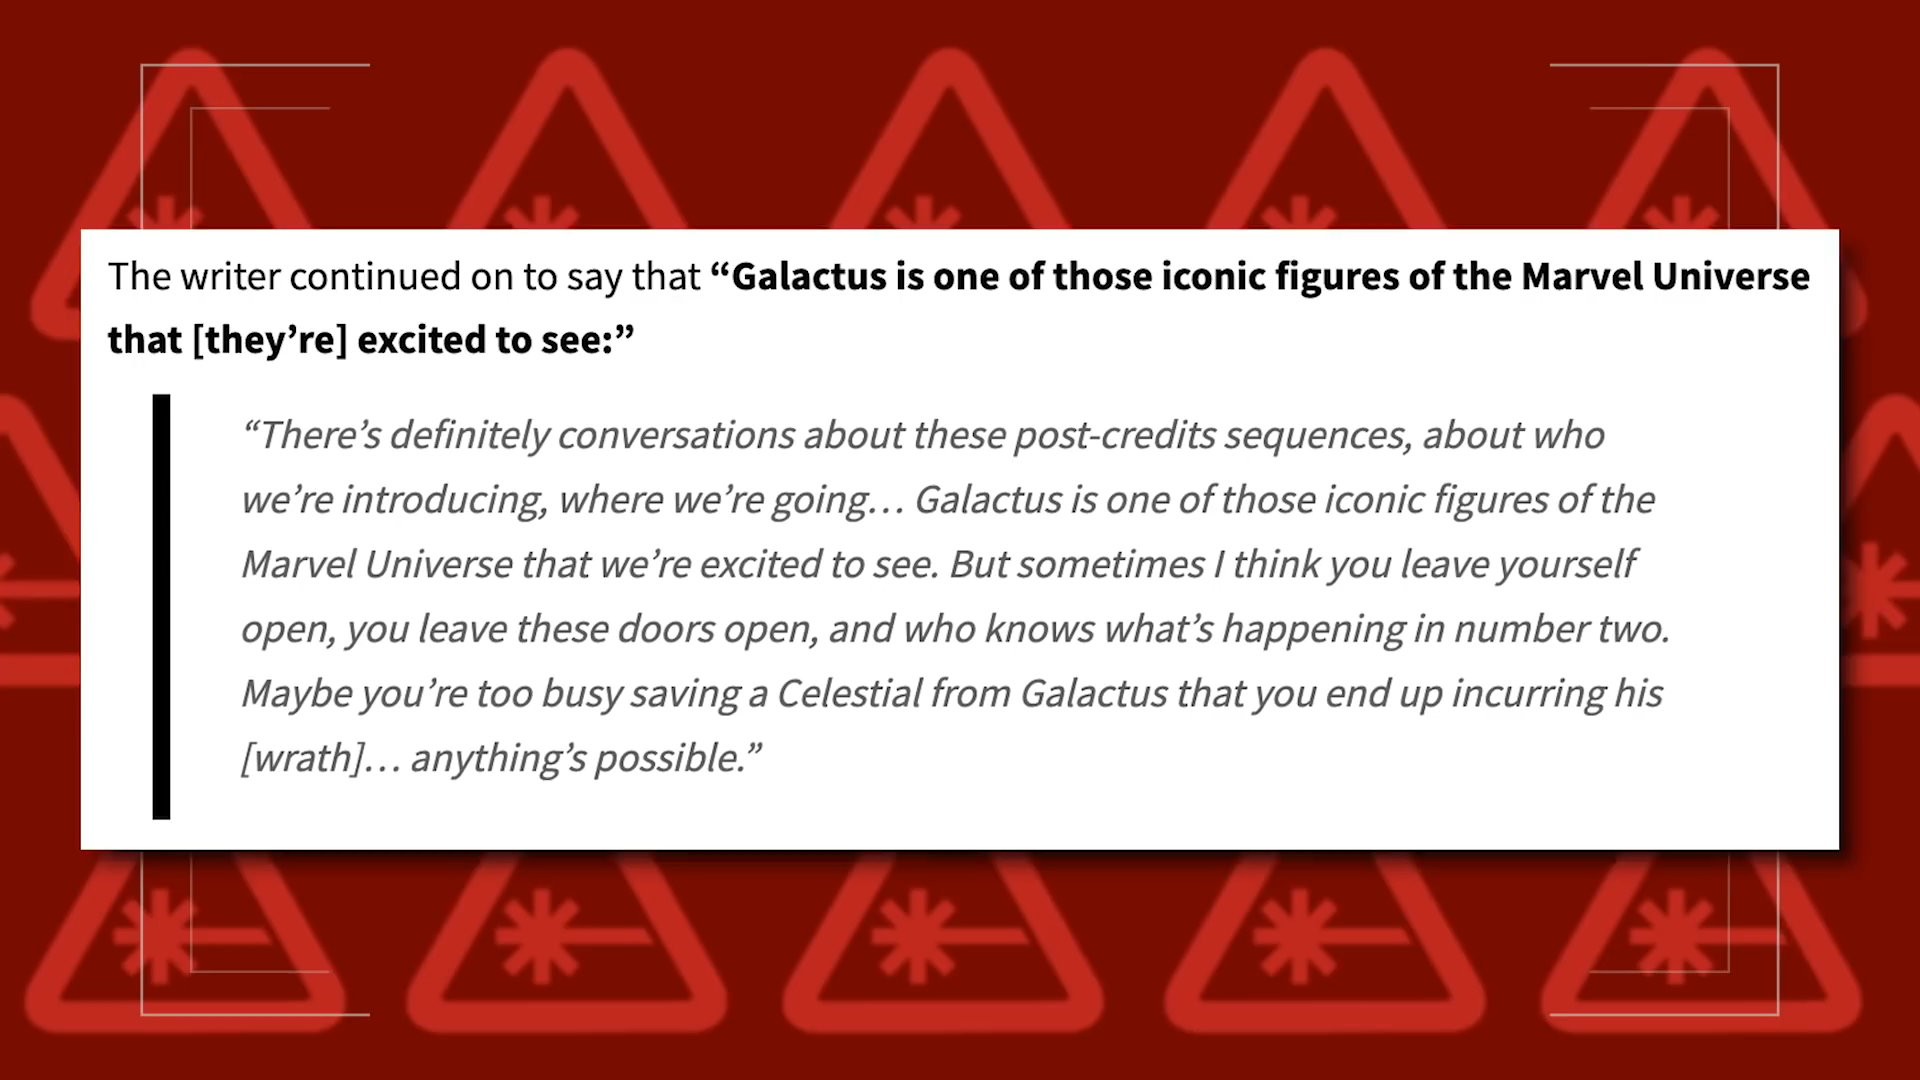 The writer continued on to say that “Galactus is one of those iconic figures of the Marvel Universe
that [they’re] excited to see:”
“There’s definitely conversations about these post-credits sequences, about who
we’re introducing, where we’re going… Galactus is one of those iconic figures of the
Marvel Universe that we’re excited to see. But sometimes I think you leave yourself
open, you leave these doors open, and who knows what’s happening in number two.
Maybe you’re too busy saving a Celestial from Galactus that you end up incurring his
[wrath]… anything’s possible.”